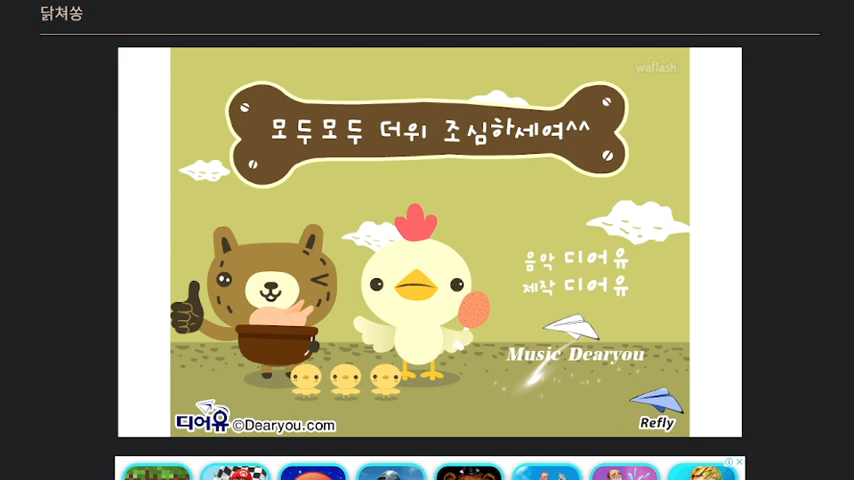 닭쳐쏭
waflash
모두모두 더위 조심하세여^^
음악 디어유
제작 디어유
Music Dearyou
디어유 ©Dearyou.com
Refly